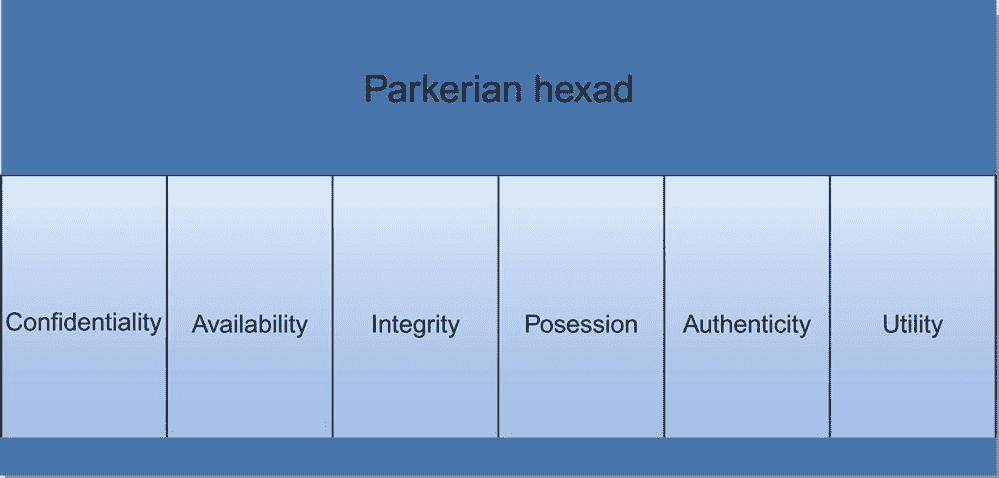 Parkerian hexad
Confidentiality
Availability
Integrity
Posession
Authenticity
Utility